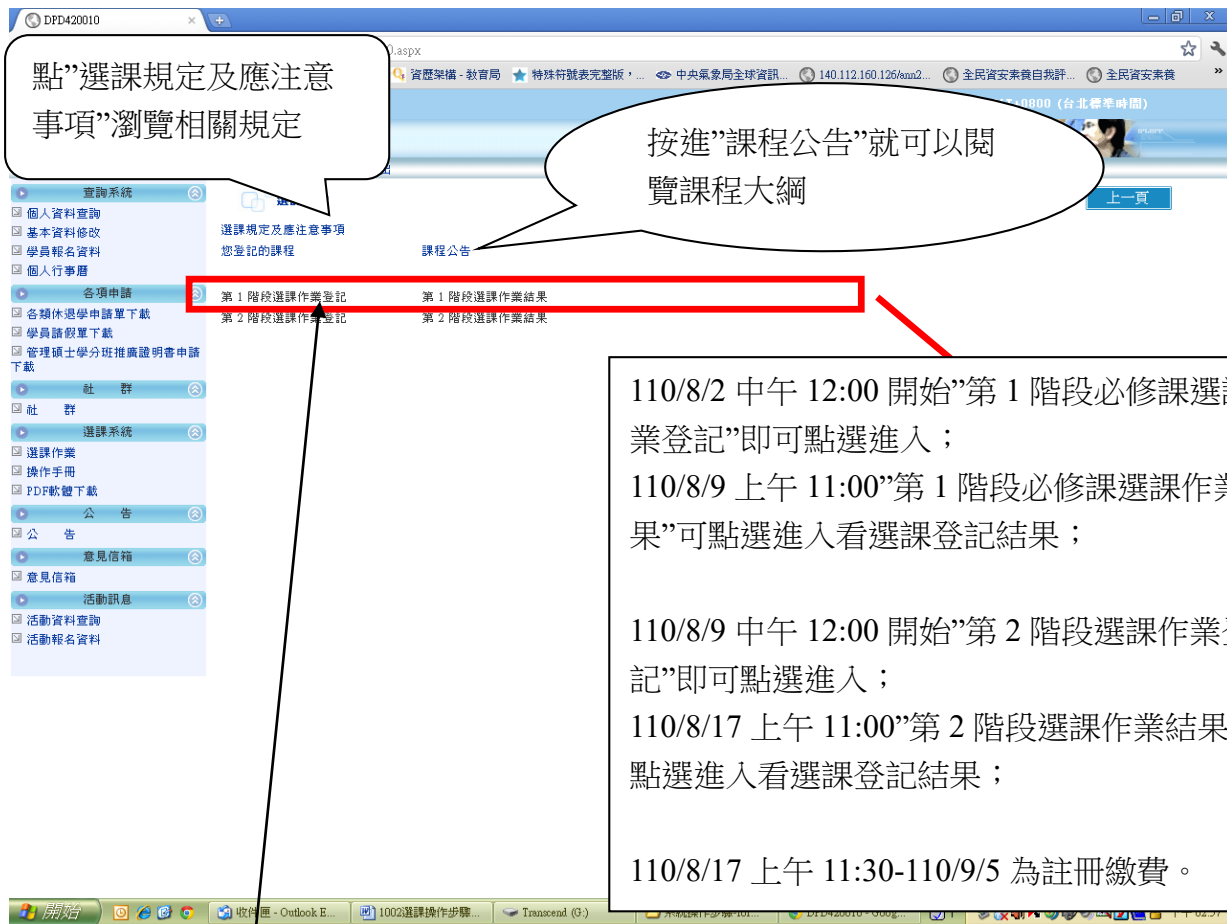 DPD420010
0.aspx
資歷架構 - 教育局
特殊符號表完整版，...
中央氣象局全球資訊...
140.112.160.126/ann2...
全民資安素養自我評...
全民資安素養
»
點”選課規定及應注意
事項”瀏覽相關規定
0800 (台北標準時間)
按進”課程公告”就可以閱
覽課程大綱
上一頁
查詢系統
個人資料查詢
基本資料修改
學員報名資料
個人行事曆
各項申請
各類休退學申請單下載
學員請假單下載
管理碩士學分班推廣證明書申請
下載
社 群
社 群
選課系統
選課作業
操作手冊
PDF軟體下載
公 告
公 告
意見信箱
意見信箱
活動訊息
活動資料查詢
活動報名資料
選課規定及應注意事項
您登記的課程 課程公告
第 1 階段選課作業登記 第 1 階段選課作業結果
第 2 階段選課作業登記 第 2 階段選課作業結果
110/8/2 中午 12:00 開始”第 1 階段必修課選課
業登記”即可點選進入；
110/8/9 上午 11:00”第 1 階段必修課選課作業
果”可點選進入看選課登記結果；
110/8/9 中午 12:00 開始”第 2 階段選課作業登
記”即可點選進入；
110/8/17 上午 11:00”第 2 階段選課作業結果
點選進入看選課登記結果；
110/8/17 上午 11:30-110/9/5 為註冊繳費。
開始
收件匣 - Outlook E...
1002選課操作步驟...
Transcend (G:)